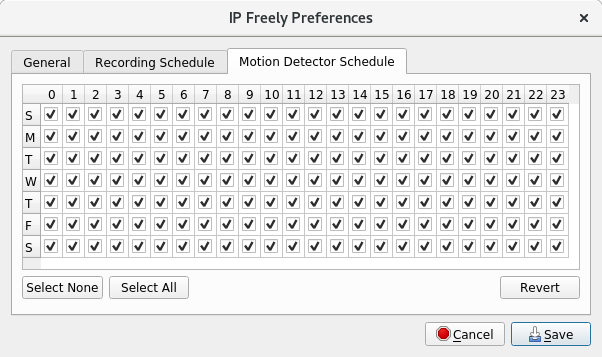 IP Freely Preferences
General Recording Schedule Motion Detector Schedule
0 1 2 3 4 5 6 7 8 9 10 11 12 13 14 15 16 17 18 19 20 21 22 23
S
M
T
W
T
F
S
Select None Select All Revert
Cancel Save